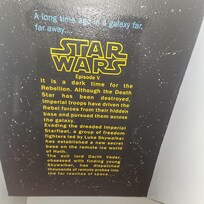 A long time ago in a galaxy far,
far away....
STAR
WARS
Episode V
It is a dark time for the
Rebellion. Although the Death
Star has been destroyed,
Imperial troops have driven the
Rebel forces from their hidden
base and pursued them across
the galaxy.
Evading the dreaded Imperial
Starfleet, a group of freedom
fighters led by Luke Skywalker
has established a new secret
base on the remote ice world
of Hoth.
The evil lord Darth Vader,
obsessed with finding young
Skywalker, has dispatched
thousands of remote probes into
the far reaches of space.